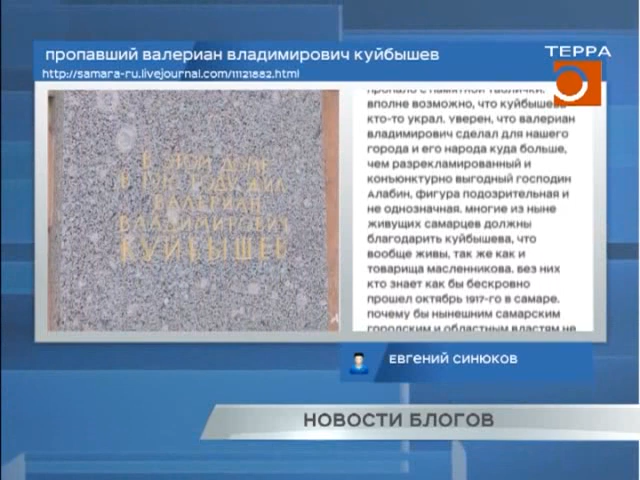 пропавший валериан владимирович куйбышев
http://samara-ru.livejournal.com/11121882.html
ТЕРРА
В ЭТОМ ДОМЕ
В 1917 ГОДУ ЖИЛ
ВАЛЕРИАН
ВЛАДИМИРОВИЧ
КУЙБЫШЕВ
пропало с памятной таблички.
вполне возможно, что куйбышева
кто-то украл. уверен, что валериан
владимирович сделал для нашего
города и его народа куда больше,
чем разрекламированный и
конъюнктурно выгодный господин
Алабин, фигура подозрительная и
не однозначная. многие из ныне
живущих самарцев должны
благодарить куйбышева, что
вообще живы, так же как и
товарища масленникова. без них
кто знает как бы бескровно
прошел октябрь 1917-го в самаре.
почему бы нынешним самарским
городским и областным властям не
евгений синюков
НОВОСТИ БЛОГОВ